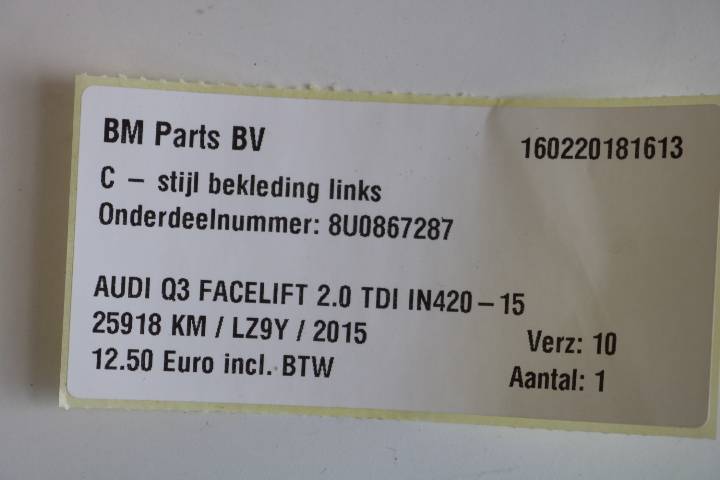 BM Parts BV 160220181613
C – stijl bekleding links
Onderdeelnummer: 8U0867287
AUDI Q3 FACELIFT 2.0 TDI IN420–15
25918 KM / LZ9Y / 2015 Verz: 10
12.50 Euro incl. BTW Aantal: 1